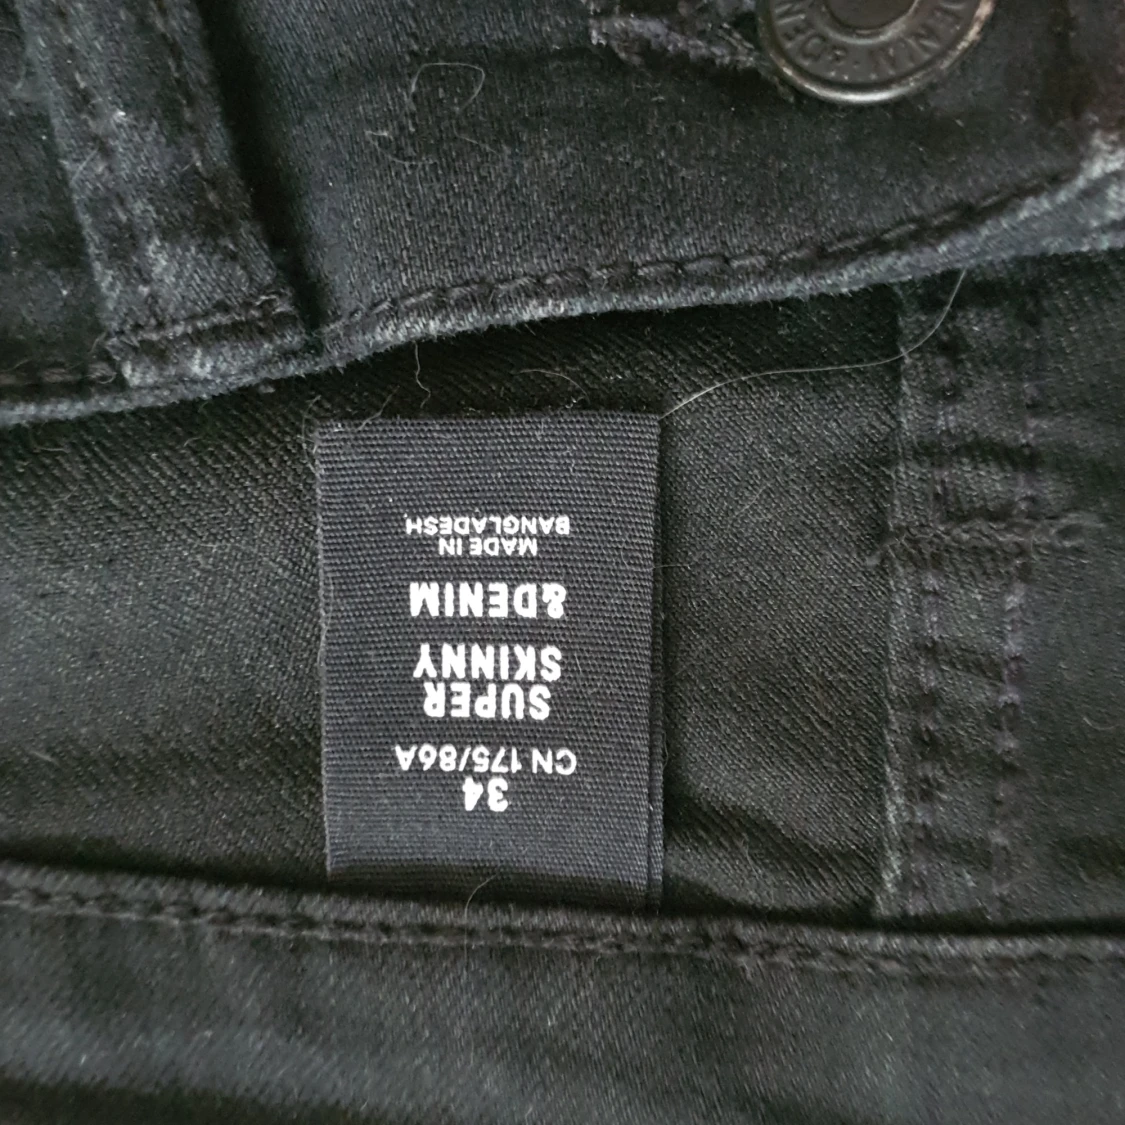 34
CN 175/86A
SUPER
SKINNY
&DENIM
MADE IN
BANGLADESH